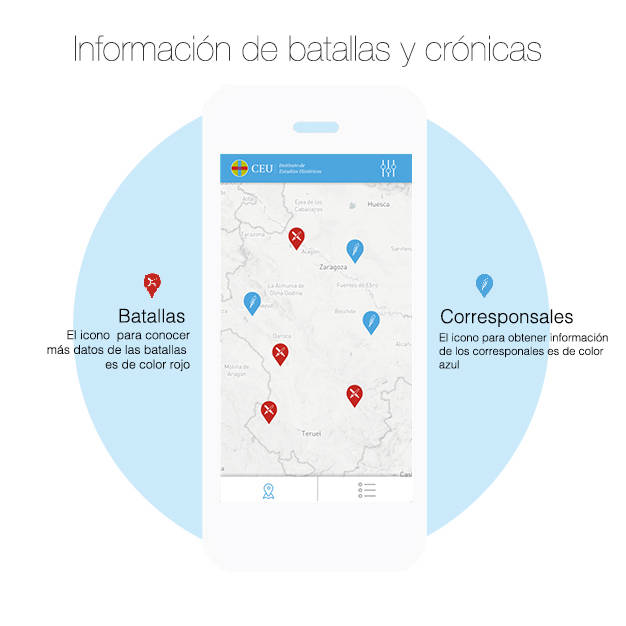 Información de batallas y crónicas
CEU
Instituto de
Estudios Históricos
Ejea de los
Caballeros
Huesca
Tarazona
Aragón
Zaragoza
La Almunia de
Doña Godina
Fuentes de Ebro
Daroca
Molina de
Aragón
Teruel
Batallas
El icono para conocer
más datos de las batallas
es de color rojo
Corresponsales
El icono para obtener información
de los corresponales es de color
azul